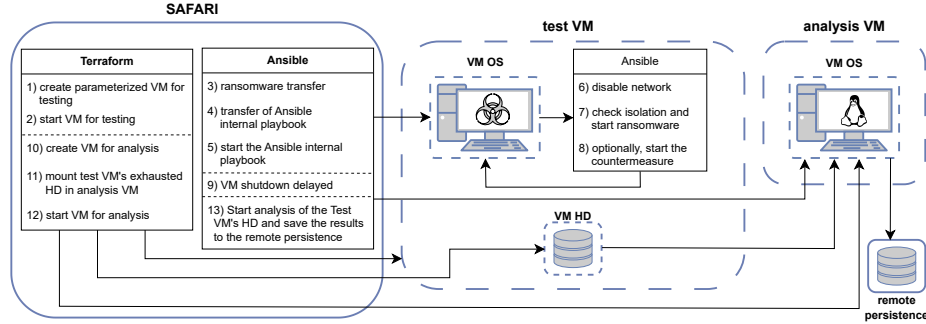 SAFARI
Terraform
1) create parameterized VM for
testing
2) start VM for testing
10) create VM for analysis
11) mount test VM's exhausted
HD in analysis VM
12) start VM for analysis
Ansible
3) ransomware transfer
4) transfer of Ansible
internal playbook
5) start the Ansible internal
playbook
9) VM shutdown delayed
13) Start analysis of the Test
VM's HD and save the results
to the remote persistence
test VM
VM OS
Ansible
6) disable network
7) check isolation and
start ransomware
8) optionally, start the
countermeasure
VM HD
analysis VM
VM OS
remote
persistence